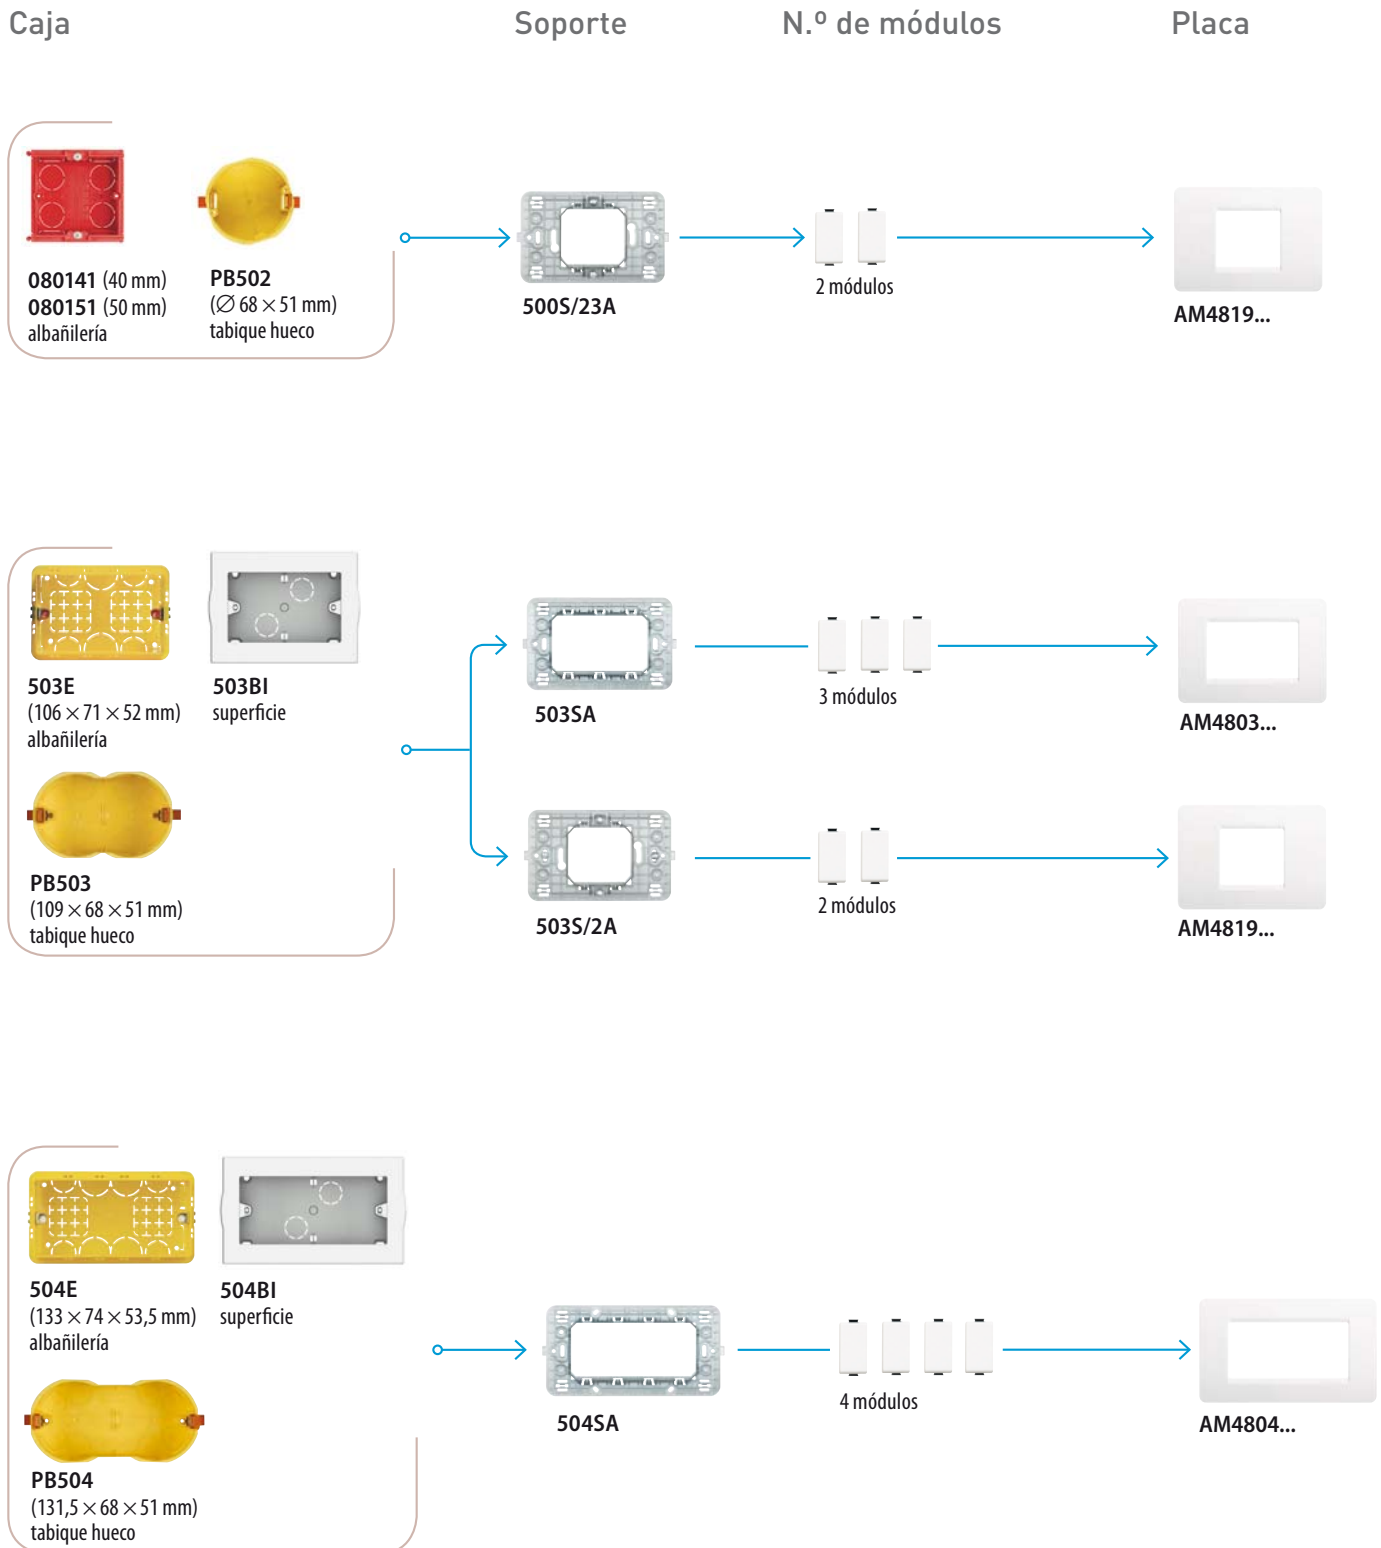 Caja
Soporte
N.º de módulos
Placa
080141 (40 mm)
080151 (50 mm)
albañilería
PB502
(∅ 68 × 51 mm)
tabique hueco
500S/23A
2 módulos
AM4819...
503E
(106 × 71 × 52 mm)
albañilería
503BI
superficie
PB503
(109 × 68 × 51 mm)
tabique hueco
503SA
3 módulos
AM4803...
503S/2A
2 módulos
AM4819...
504E
(133 × 74 × 53,5 mm)
albañilería
504BI
superficie
PB504
(131,5 × 68 × 51 mm)
tabique hueco
504SA
4 módulos
AM4804...